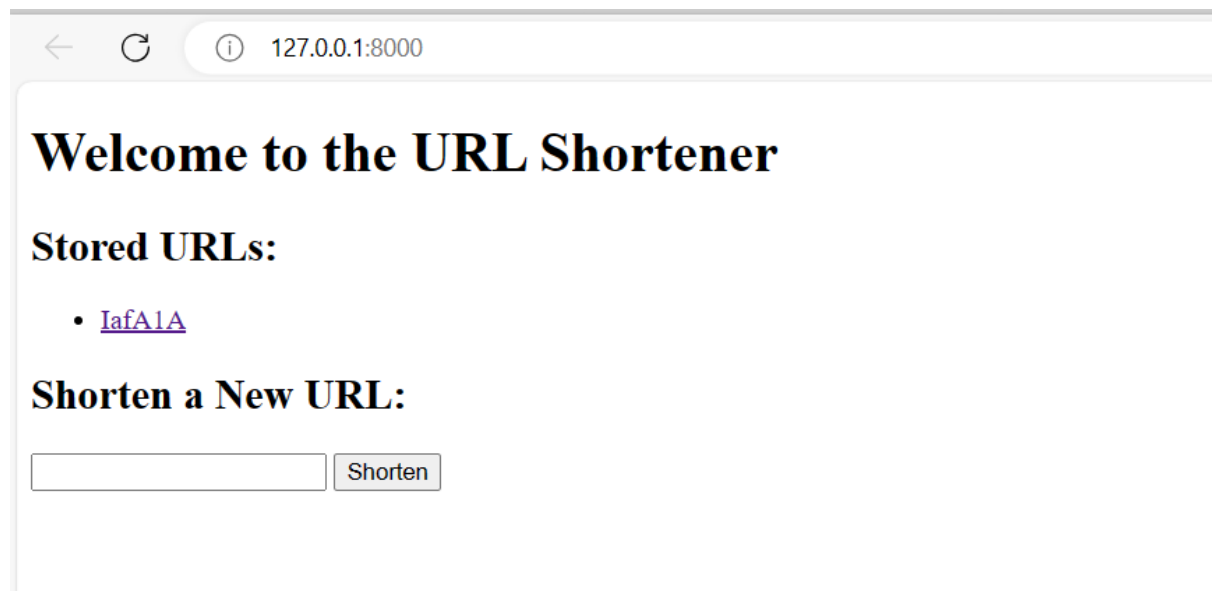 127.0.0.1:8000
Welcome to the URL Shortener
Stored URLs:
IafA1A
Shorten a New URL:
Shorten